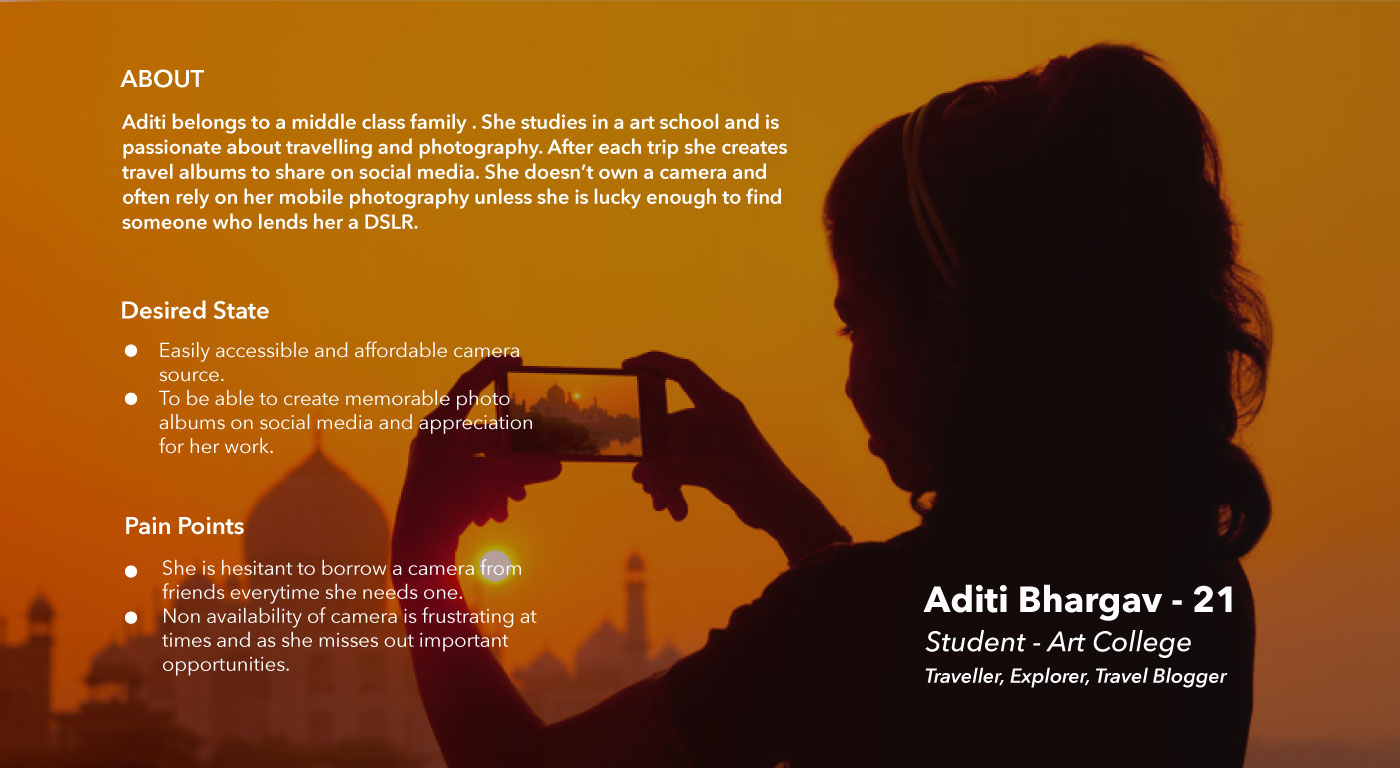 ABOUT
Aditi belongs to a middle class family . She studies in a art school and is
passionate about travelling and photography. After each trip she creates
travel albums to share on social media. She doesn’t own a camera and
often rely on her mobile photography unless she is lucky enough to find
someone who lends her a DSLR.
Desired State
● Easily accessible and affordable camera
source.
● To be able to create memorable photo
albums on social media and appreciation
for her work.
Pain Points
● She is hesitant to borrow a camera from
friends everytime she needs one.
● Non availability of camera is frustrating at
times and as she misses out important
opportunities.
Aditi Bhargav - 21
Student - Art College
Traveller, Explorer, Travel Blogger